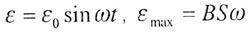 ε = ε₀ sin ωt , ε_max = BSω